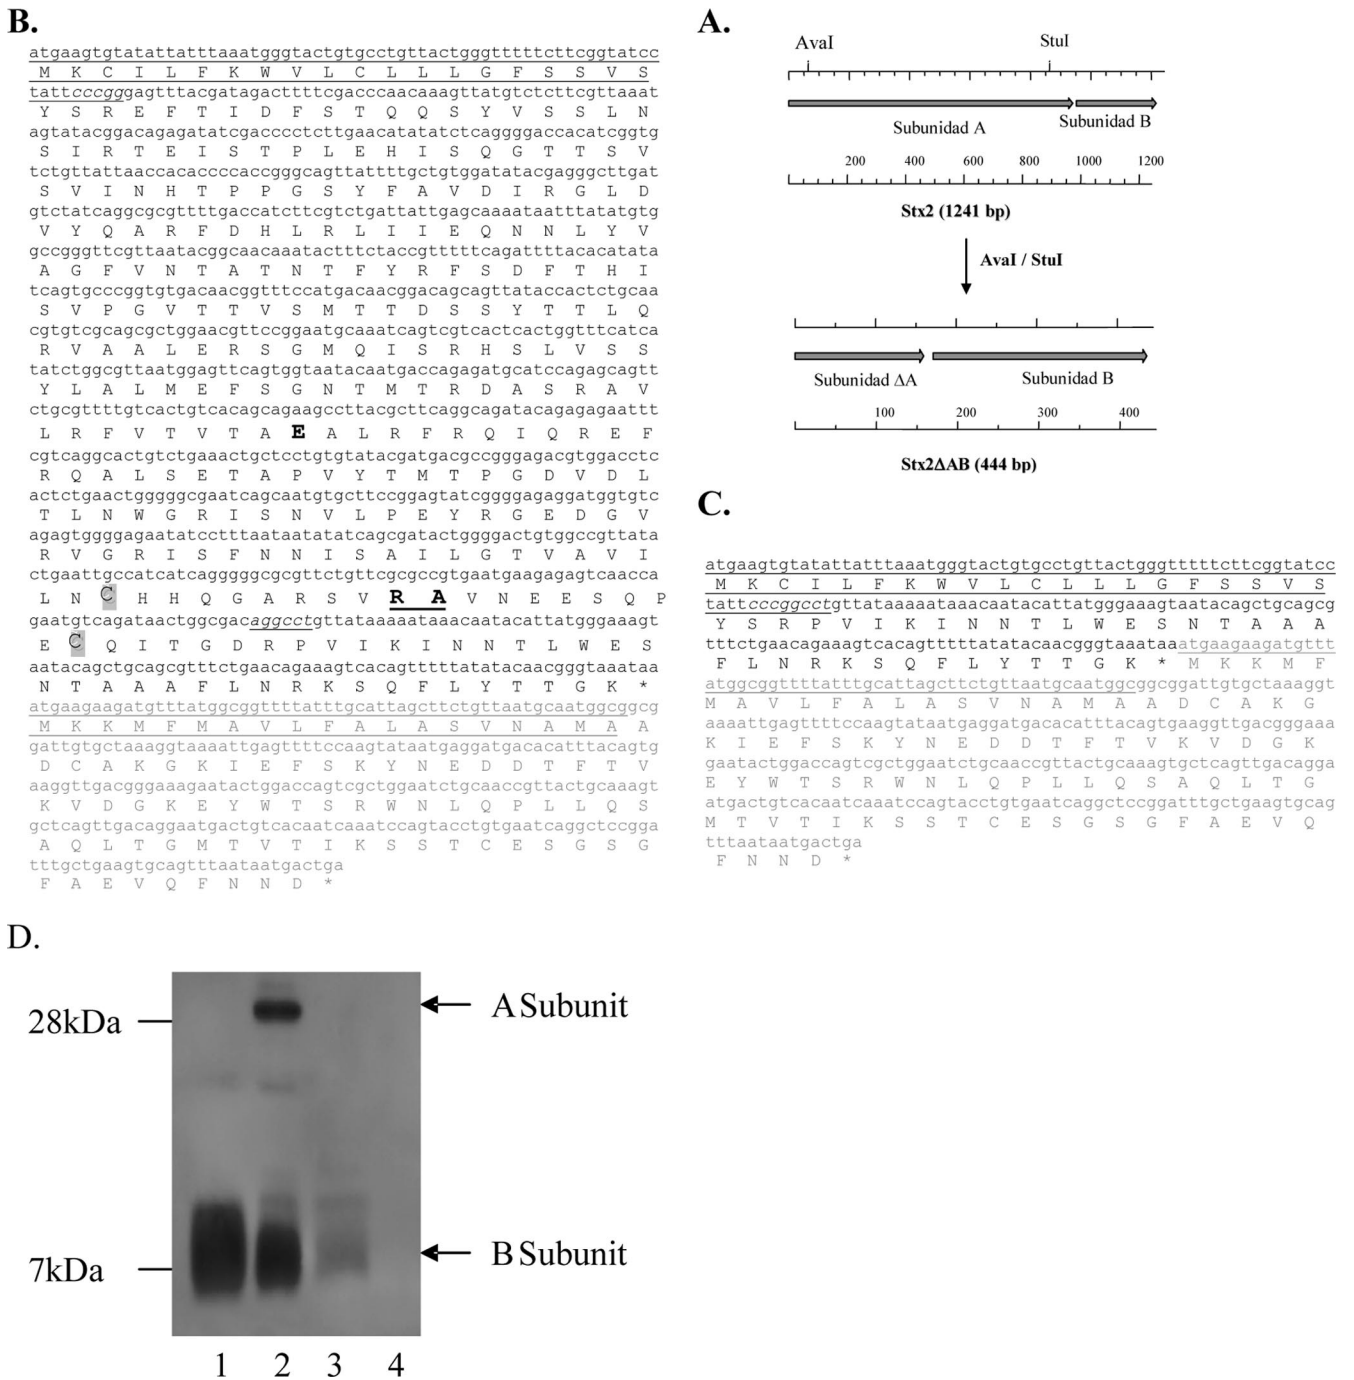 B.
atgaagtgtatattatttaaatgggtactgtgcctgttactgggtttttcttcggtatcc
M K C I L F K W V L C L L L G F S S V S
tattcccgggagtttacgatagacttttcgacccaacaaagttatgtctcttcgttaaat
Y S R E F T I D F S T Q Q S Y V S S L N
agtatacggacagagatatcgacccctcttgaacatatatctcaggggaccacatcggtg
S I R T E I S T P L E H I S Q G T T S V
tctgttattaaccacaccccaccgggcagttattttgctgtggatatacgagggcttgat
S V I N H T P P G S Y F A V D I R G L D
gtctatcaggcgcgttttgaccatcttcgtctgattattgagcaaaataatttatatgtg
V Y Q A R F D H L R L I I E Q N N L Y V
gccgggttcgttaatacggcaacaaatactttctaccgtttttcagattttacacatata
A G F V N T A T N T F Y R F S D F T H I
tcagtgcccggtgtgacaacggtttccatgacaacggacagcagttataccactctgcaa
S V P G V T T V S M T T D S S Y T T L Q
cgtgtcgcagcgctggaacgttccggaatgcaaatcagtcgtcactcactggtttcatca
R V A A L E R S G M Q I S R H S L V S S
tatctggcgttaatggagttcagtggtaatacaatgaccagagatgcatccagagcagtt
Y L A L M E F S G N T M T R D A S R A V
ctgcgttttgtcactgtcacagcagaagccttacgcttcaggcagatacagagagaattt
L R F V T V T A E A L R F R Q I Q R E F
cgtcaggcactgtctgaaactgctcctgtgtatacgatgacgccgggagacgtggacctc
R Q A L S E T A P V Y T M T P G D V D L
actctgaactgggggcgaatcagcaatgtgcttccggagtatcggggagaggatggtgtc
T L N W G R I S N V L P E Y R G E D G V
agagtggggagaatatcctttaataatatatcagcgatactggggactgtggccgttata
R V G R I S F N N I S A I L G T V A V I
ctgaattgccatcatcagggggcgcgttctgttcgcgccgtgaatgaagagagtcaacca
L N C H H Q G A R S V R A V N E E S Q P
gaatgtcagataactggcgacaggcctgttataaaaataaacaatacattatgggaaagt
E C Q I T G D R P V I K I N N T L W E S
aatacagctgcagcgtttctgaacagaaagtcacagtttttatatacaacgggtaaataa
N T A A A F L N R K S Q F L Y T T G K *
atgaagaagatgtttatggcggttttatttgcattagcttctgttaatgcaatggcggcg
M K K M F M A V L F A L A S V N A M A A
gattgtgctaaaggtaaaattgagttttccaagtataatgaggatgacacatttacagtg
D C A K G K I E F S K Y N E D D T F T V
aaggttgacgggaaagaatactggaccagtcgctggaatctgcaaccgttactgcaaagt
K V D G K E Y W T S R W N L Q P L L Q S
gctcagttgacaggaatgactgtcacaatcaaatccagtacctgtgaatcaggctccgga
A Q L T G M T V T I K S S T C E S G S G
tttgctgaagtgcagtttaataatgactga
F A E V Q F N N D *
A.
AvaI StuI
Subunidad A Subunidad B
200 400 600 800 1000 1200
Stx2 (1241 bp)
AvaI / StuI
Subunidad ΔA Subunidad B
100 200 300 400
Stx2ΔAB (444 bp)
C.
atgaagtgtatattatttaaatgggtactgtgcctgttactgggtttttcttcggtatcc
M K C I L F K W V L C L L L G F S S V S
tattcccggcctgttataaaaataaacaatacattatgggaaagtaatacagctgcagcg
Y S R P V I K I N N T L W E S N T A A A
tttctgaacagaaagtcacagtttttatatacaacgggtaaataaatgaagaagatgttt
F L N R K S Q F L Y T T G K * M K K M F
atggcggttttatttgcattagcttctgttaatgcaatggcggcggattgtgctaaaggt
M A V L F A L A S V N A M A A D C A K G
aaaattgagttttccaagtataatgaggatgacacatttacagtgaaggttgacgggaaa
K I E F S K Y N E D D T F T V K V D G K
gaatactggaccagtcgctggaatctgcaaccgttactgcaaagtgctcagttgacagga
E Y W T S R W N L Q P L L Q S A Q L T G
atgactgtcacaatcaaatccagtacctgtgaatcaggctccggatttgctgaagtgcag
M T V T I K S S T C E S G S G F A E V Q
tttaataatgactga
F N N D *
D.
28kDa A Subunit
7kDa B Subunit
1 2 3 4